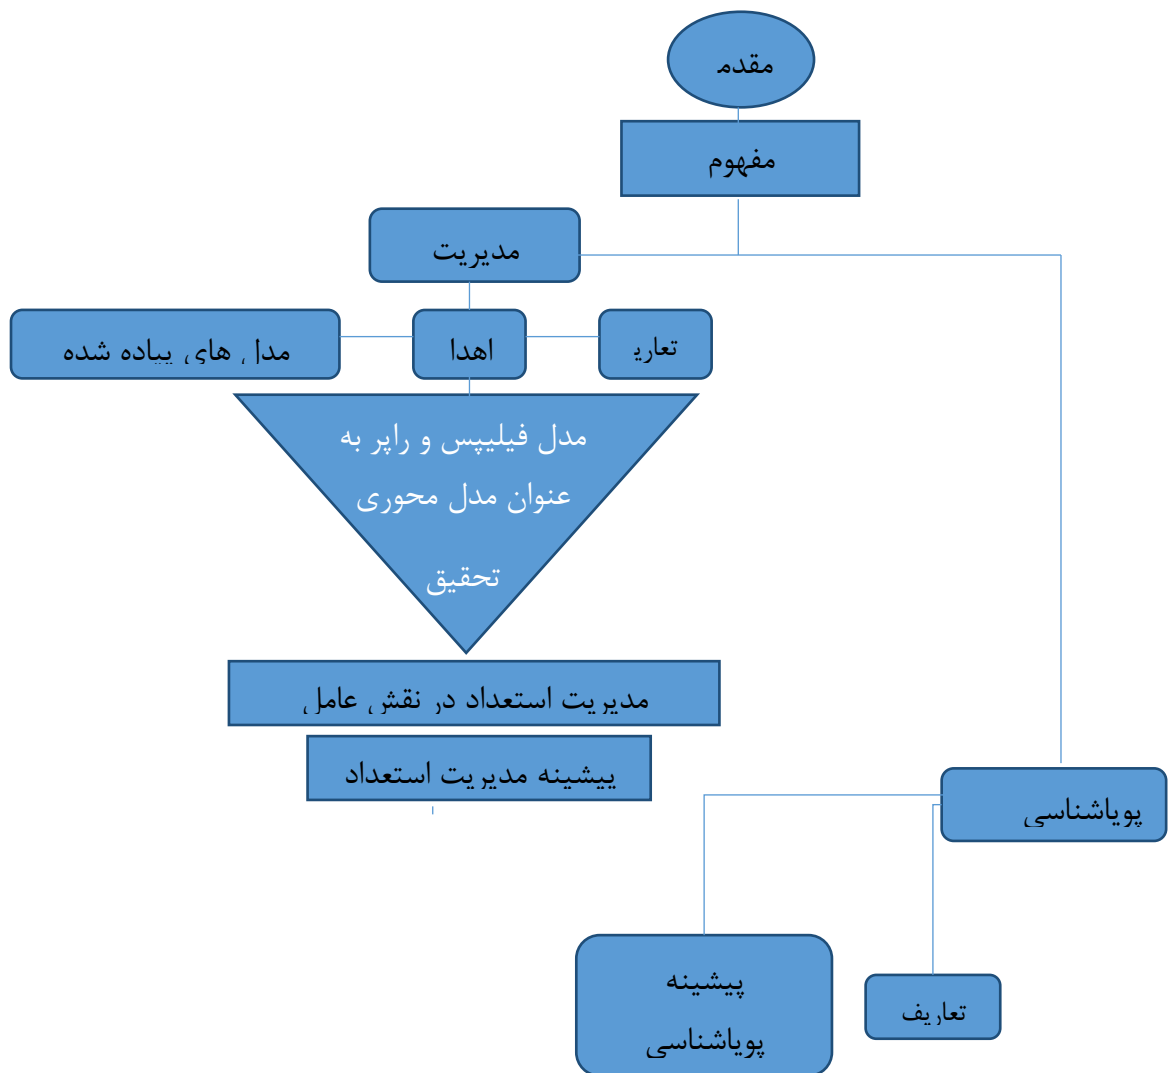 مقدم
مفهوم
مدیریت
تعاری
اهدا
مدل های پیاده شده
مدل فیلیپس و راپر به
عنوان مدل محوری
تحقیق
مدیریت استعداد در نقش عامل
پیشینه مدیریت استعداد
پویاشناسی
پیشینه
پویاشناسی
تعاریف